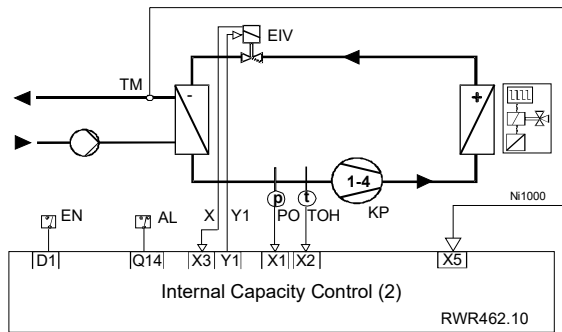 EIV
TM
-
+
1-4
p
PO
t
TOH
KP
Ni1000
EN
AL
X
Y1
D1
Q14
X3
Y1
X1
X2
X5
Internal Capacity Control (2)
RWR462.10